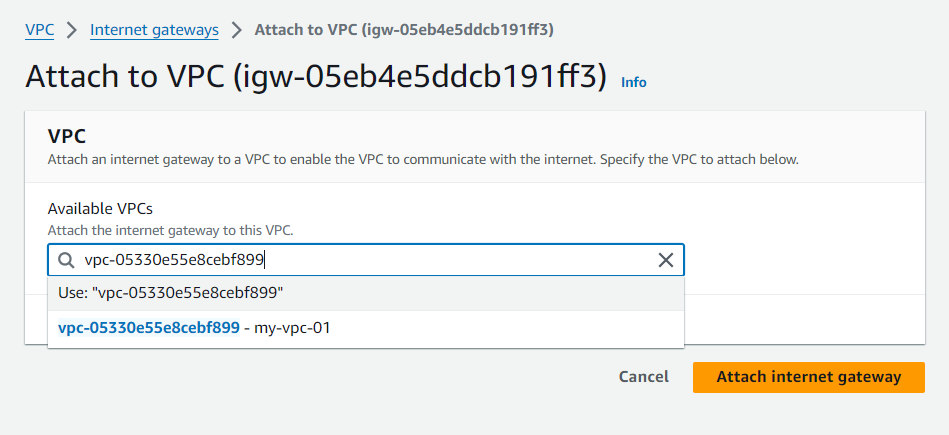 VPC > Internet gateways > Attach to VPC (igw-05eb4e5ddcb191ff3)
Attach to VPC (igw-05eb4e5ddcb191ff3) Info
VPC
Attach an internet gateway to a VPC to enable the VPC to communicate with the internet. Specify the VPC to attach below.
Available VPCs
Attach the internet gateway to this VPC.
vpc-05330e55e8cebf899
Use: "vpc-05330e55e8cebf899"
vpc-05330e55e8cebf899 - my-vpc-01
Cancel Attach internet gateway